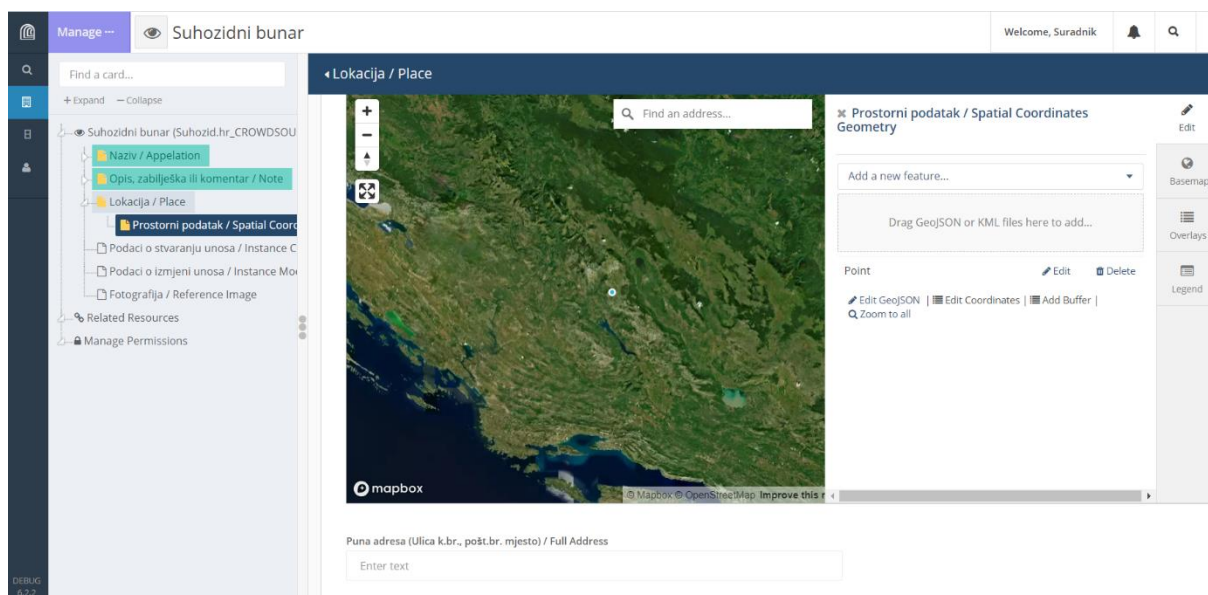 Manage ···
Suhozidni bunar
Welcome, Suradnik
Find a card...
+ Expand
− Collapse
Suhozidni bunar (Suhozid.hr_CROWDSOU
Naziv / Appelation
Opis, zabilješka ili komentar / Note
Lokacija / Place
Prostorni podatak / Spatial Coord
Podaci o stvaranju unosa / Instance C
Podaci o izmjeni unosa / Instance Mo
Fotografija / Reference Image
Related Resources
Manage Permissions
DEBUG
6.2.2
Lokacija / Place
Find an address...
mapbox
© Mapbox © OpenStreetMap Improve this
Prostorni podatak / Spatial Coordinates
Geometry
Add a new feature...
Drag GeoJSON or KML files here to add...
Point
Edit
Delete
Edit GeoJSON | Edit Coordinates | Add Buffer |
Zoom to all
Edit
Basemap
Overlays
Legend
Puna adresa (Ulica k.br., pošt.br. mjesto) / Full Address
Enter text